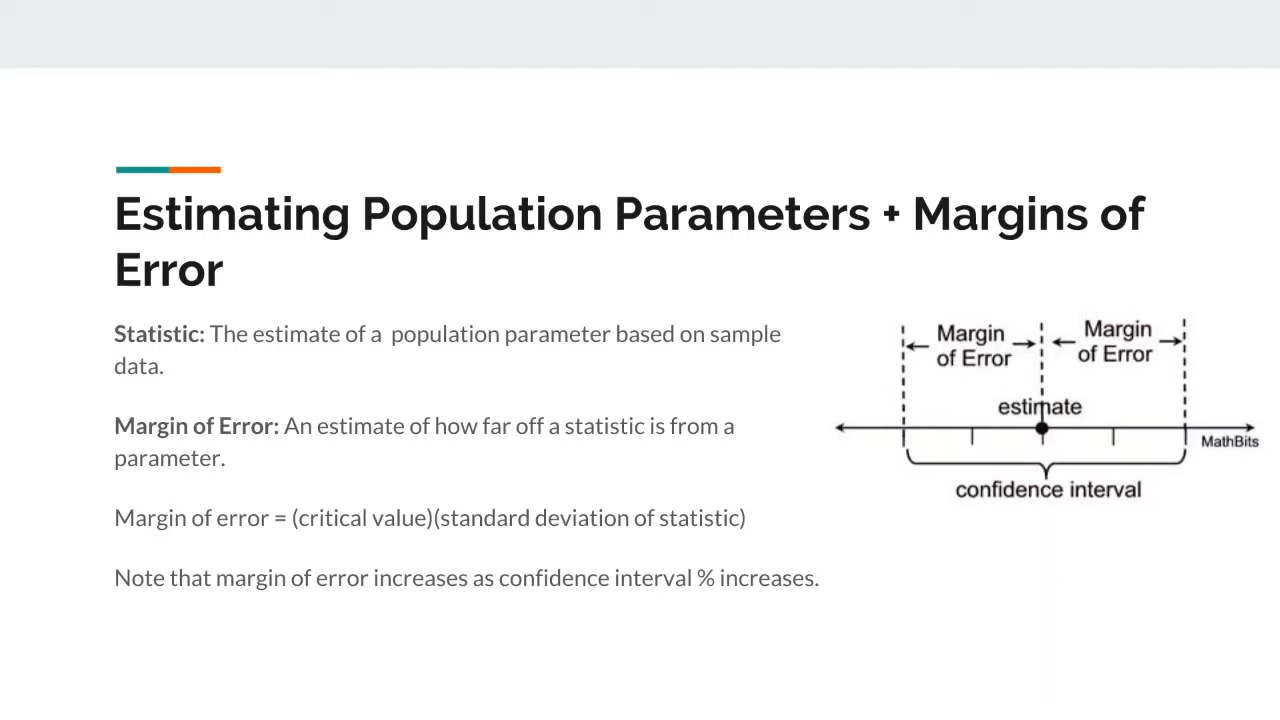 Estimating Population Parameters + Margins of
Error
Statistic: The estimate of a  population parameter based on sample
data.
Margin of Error: An estimate of how far off a statistic is from a
parameter.
Margin of error = (critical value)(standard deviation of statistic)
Note that margin of error increases as confidence interval % increases.
Margin
of Error
Margin
of Error
estimate
MathBits
confidence interval